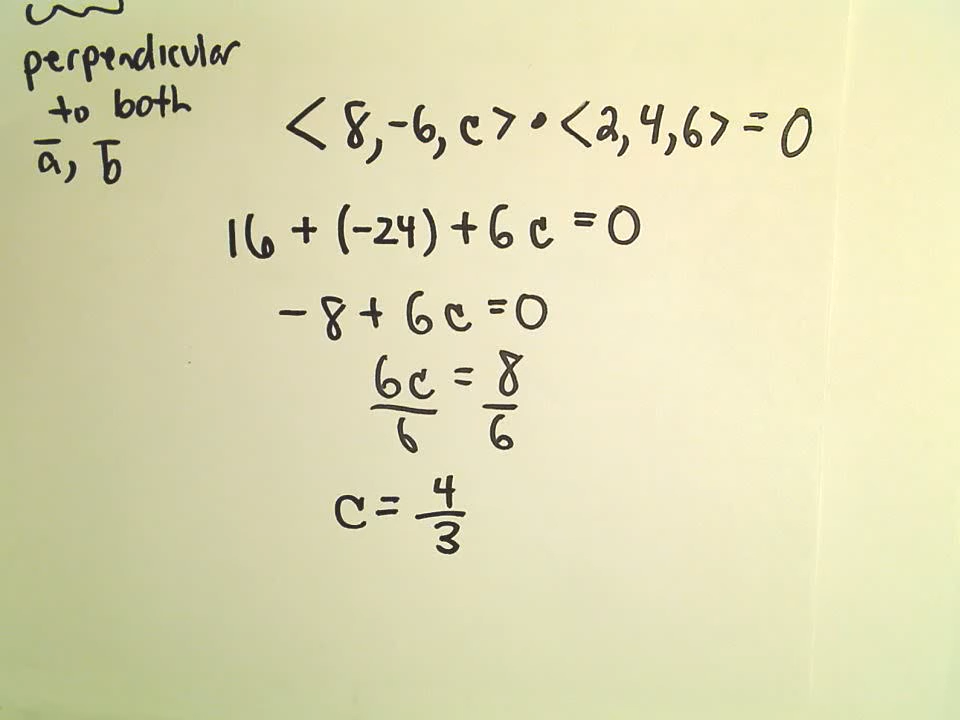 perpendicular
to both
a̅, b̅
< 8, -6, c > • < 2, 4, 6 > = 0
16 + (-24) + 6c = 0
-8 + 6c = 0
6c/6 = 8/6
c = 4/3